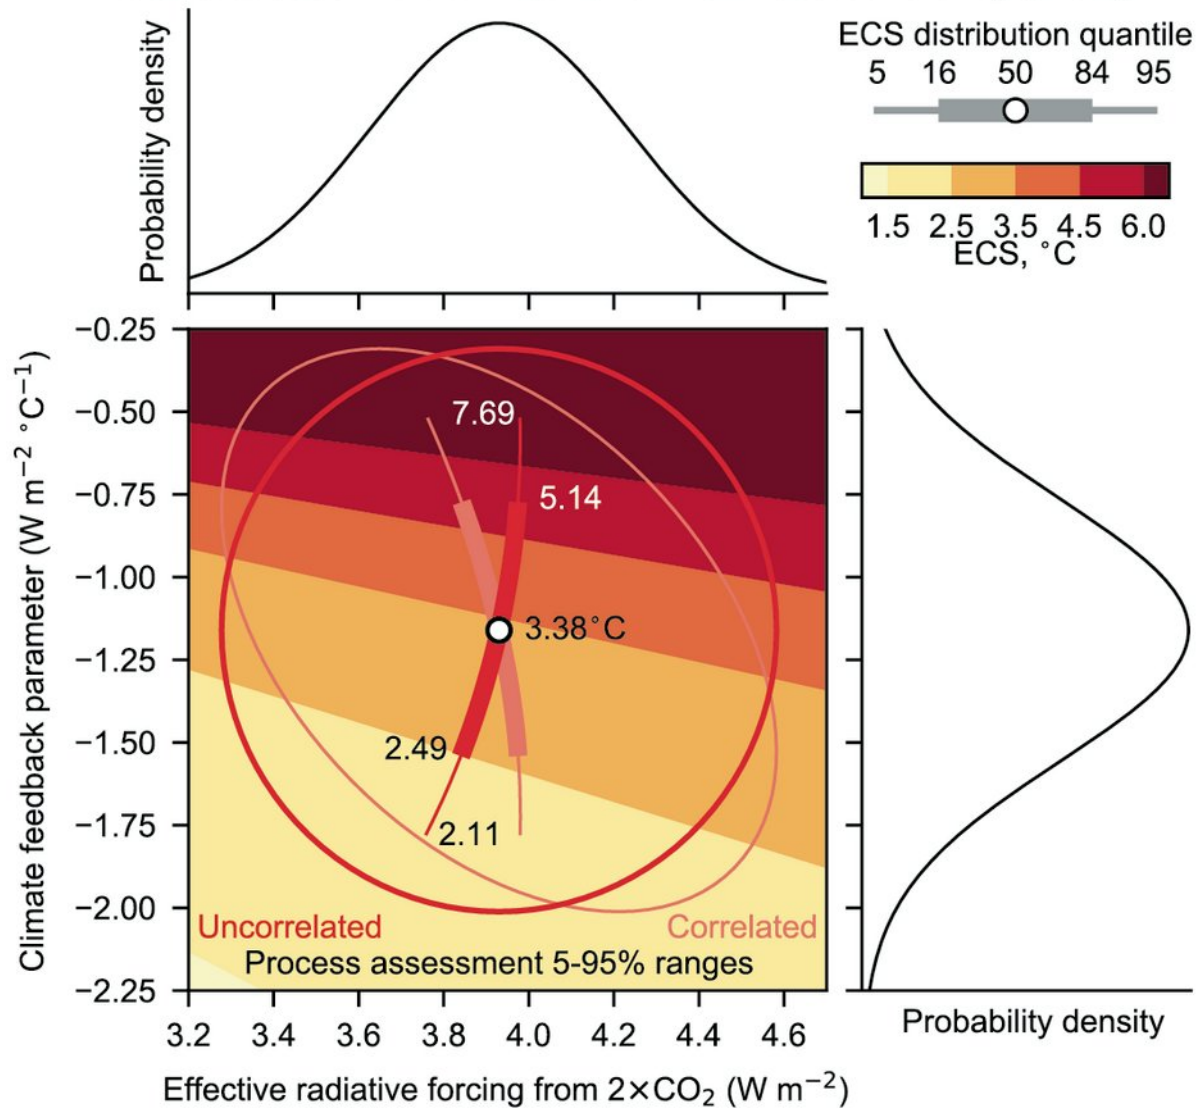 Probability density
ECS distribution quantile
5 16 50 84 95
1.5 2.5 3.5 4.5 6.0
ECS, °C
Climate feedback parameter (W m⁻² °C⁻¹)
−0.25
−0.50
−0.75
−1.00
−1.25
−1.50
−1.75
−2.00
−2.25
7.69
5.14
3.38°C
2.49
2.11
Uncorrelated
Correlated
Process assessment 5-95% ranges
3.2 3.4 3.6 3.8 4.0 4.2 4.4 4.6
Effective radiative forcing from 2×CO₂ (W m⁻²)
Probability density